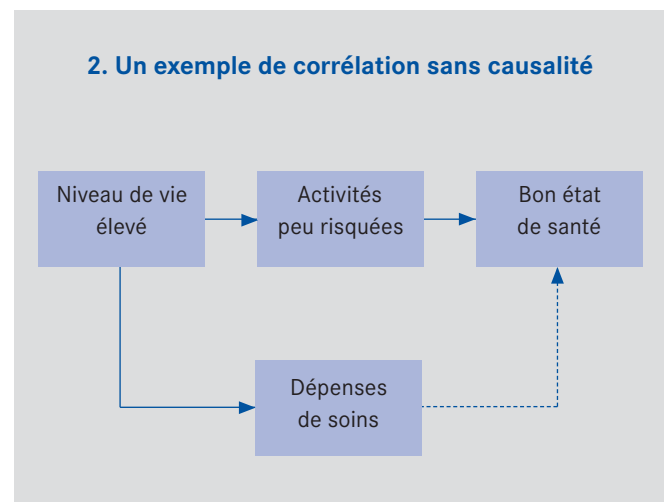 2. Un exemple de corrélation sans causalité
Niveau de vie
élevé
Activités
peu risquées
Bon état
de santé
Dépenses
de soins